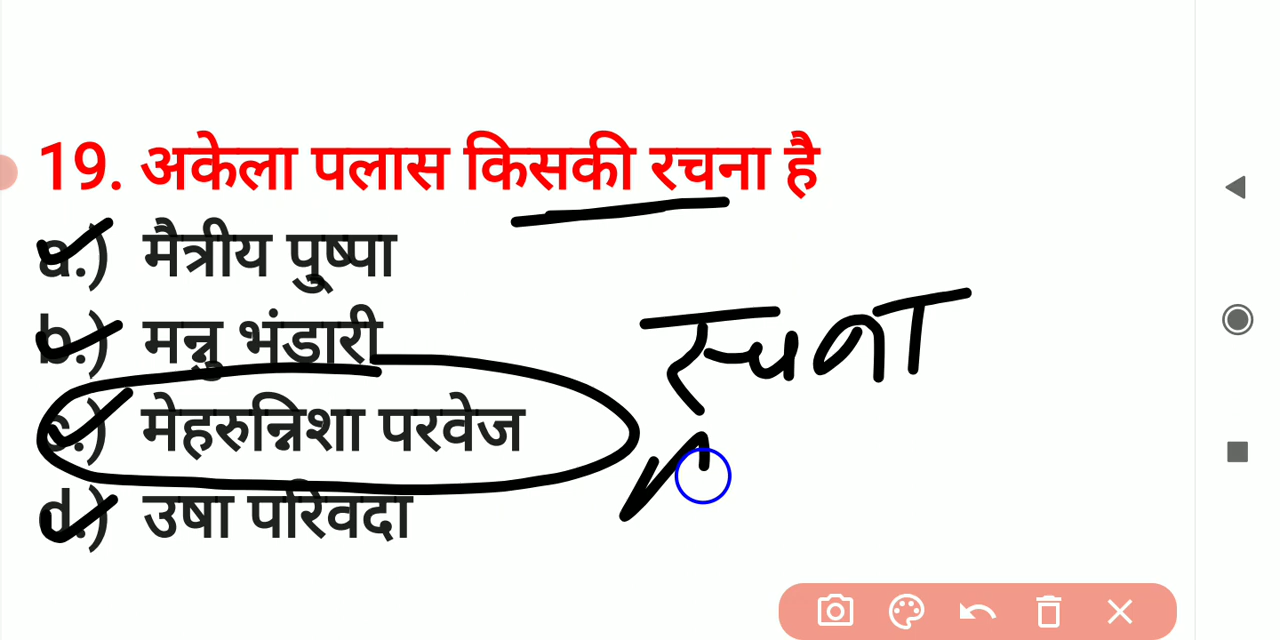 19. अकेला पलास किसकी रचना है
a.) मैत्रीय पुष्पा
b.) मन्नु भंडारी
c.) मेहरुन्निशा परवेज
d.) उषा परिवदा
रचना